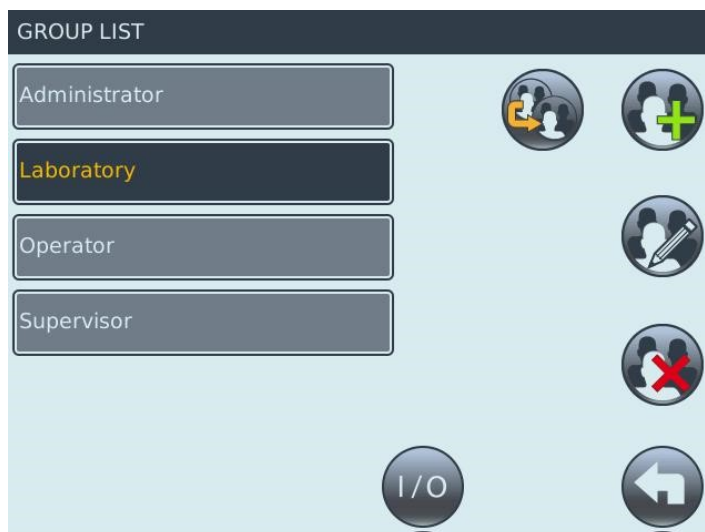 GROUP LIST
Administrator
Laboratory
Operator
Supervisor
I/O